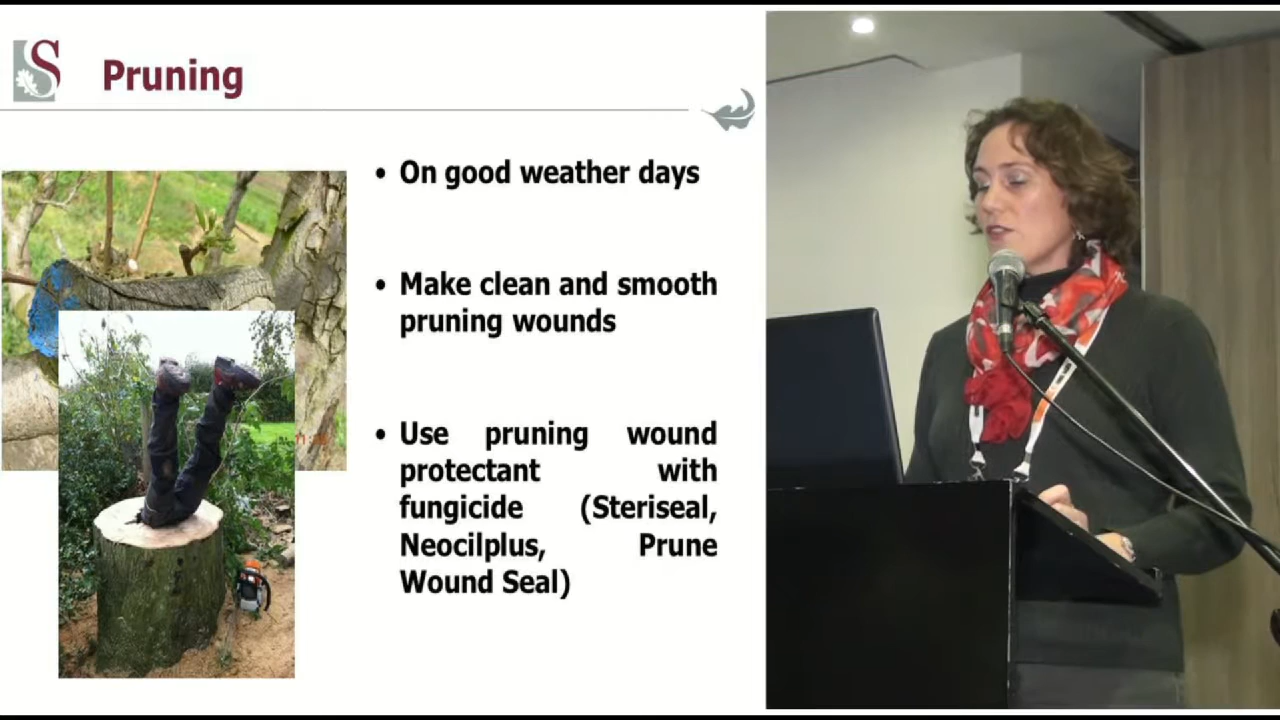 S
Pruning
• On good weather days
• Make clean and smooth
pruning wounds
• Use pruning wound
protectant with
fungicide (Steriseal,
Neocilplus, Prune
Wound Seal)